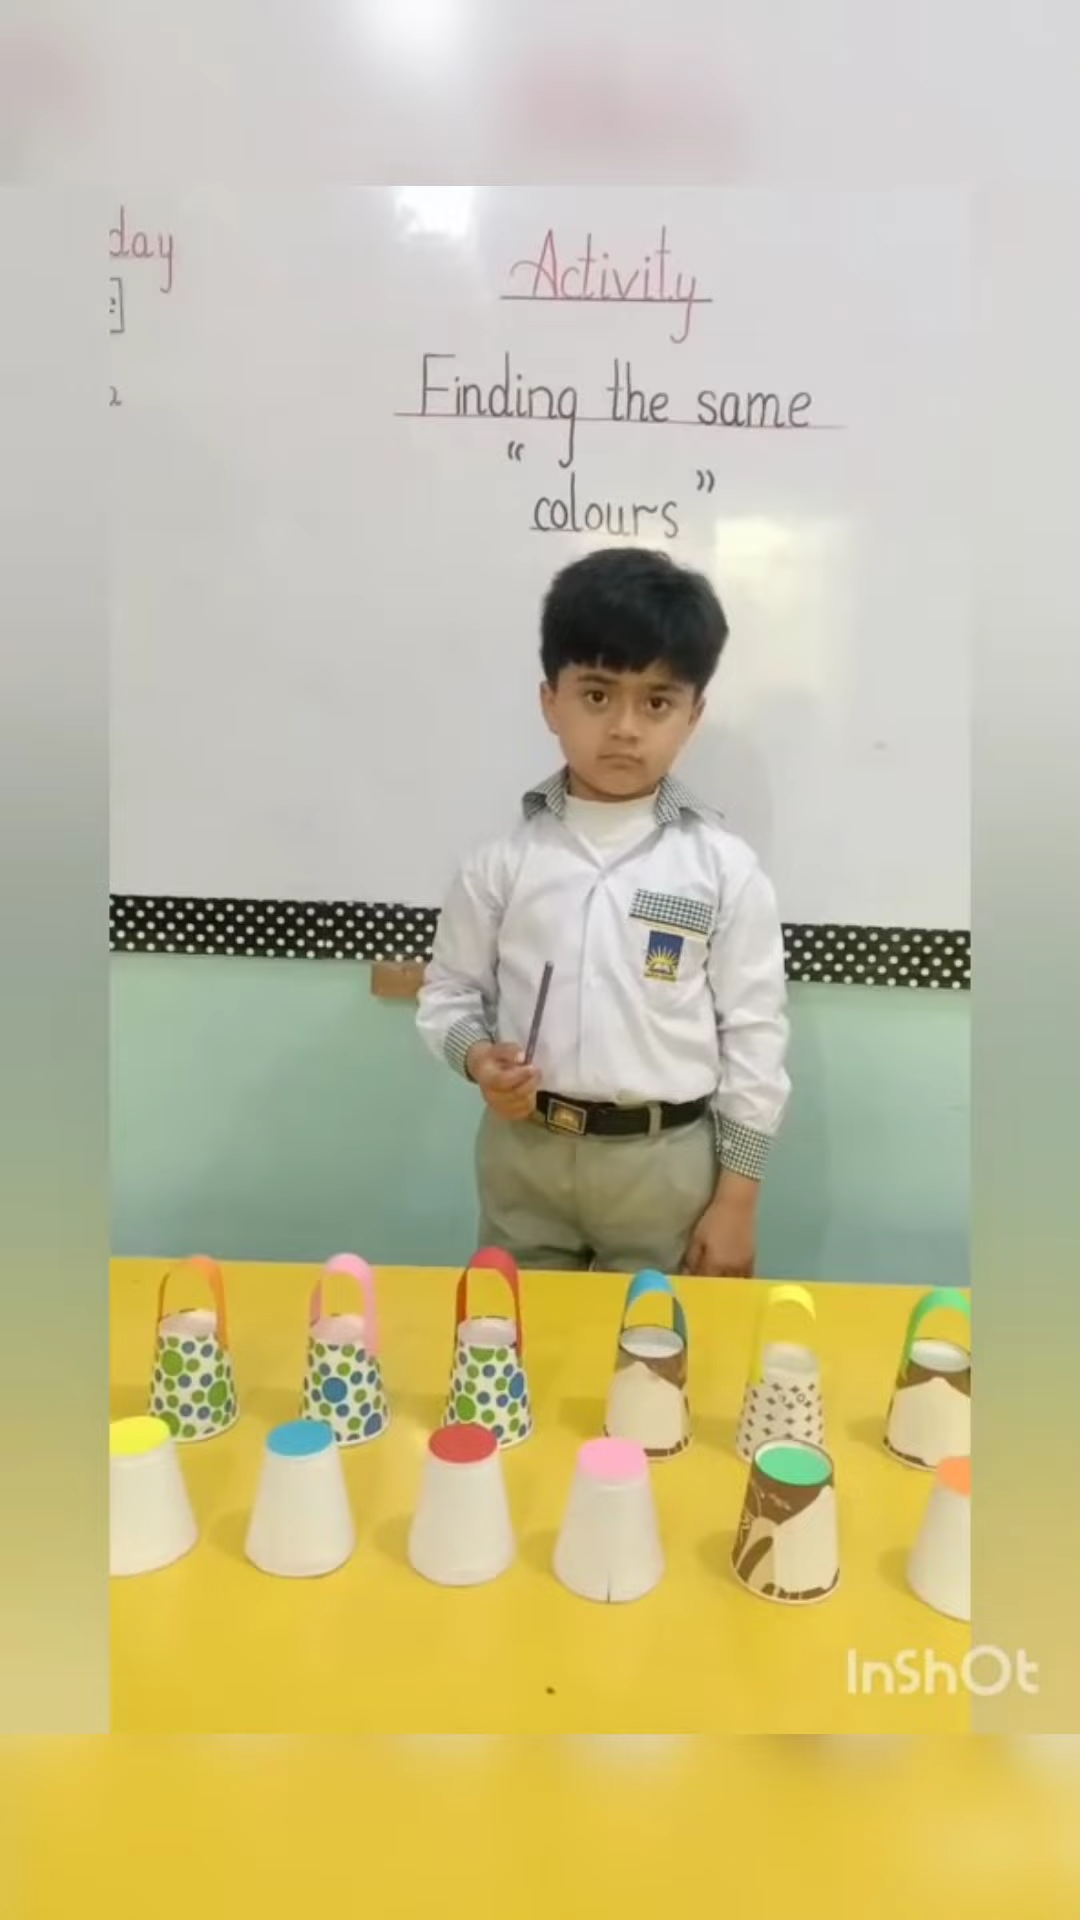 day
Activity
Finding the same
“ colours ”
InShOt